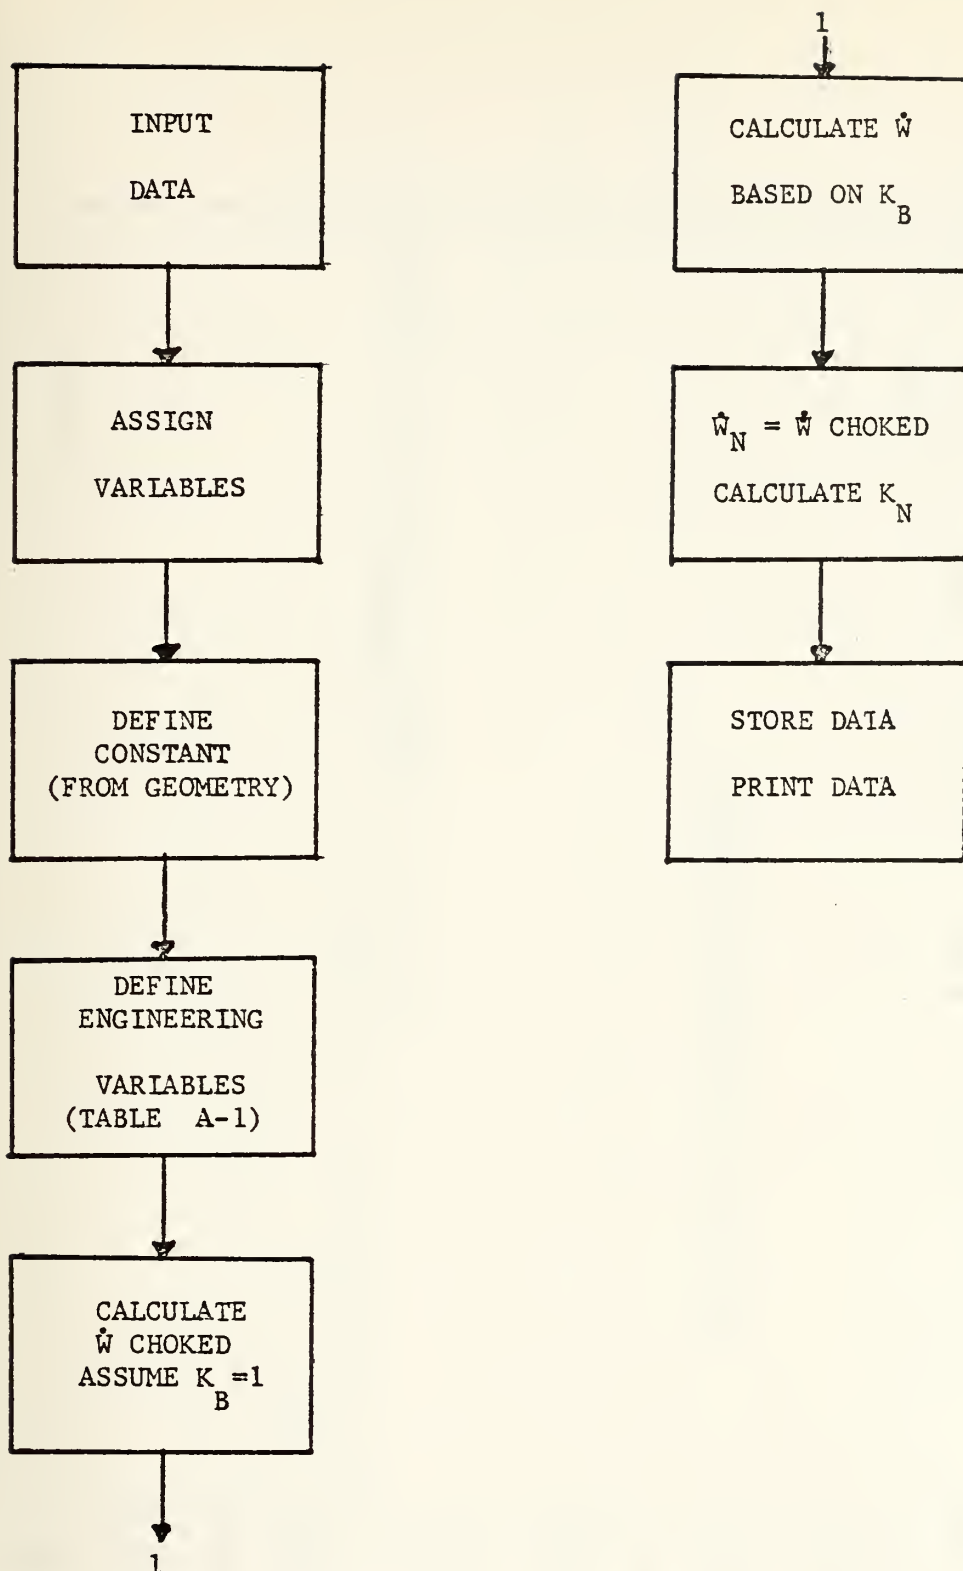 INPUT
DATA
ASSIGN
VARIABLES
DEFINE
CONSTANT
(FROM GEOMETRY)
DEFINE
ENGINEERING
VARIABLES
(TABLE A-1)
CALCULATE
Ẇ CHOKED
ASSUME K_B=1
1
1
CALCULATE Ẇ
BASED ON K_B
Ẇ_N = Ẇ CHOKED
CALCULATE K_N
STORE DATA
PRINT DATA